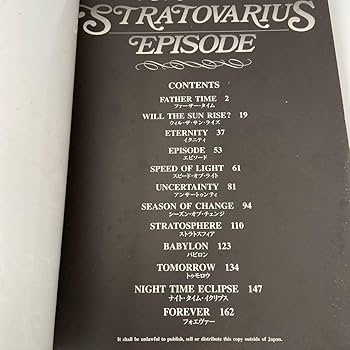 STRATOVARIUS
EPISODE
CONTENTS
FATHER TIME 2
ファーザー・タイム
WILL THE SUN RISE? 19
ウィル・ザ・サン・ライズ
ETERNITY 37
イタニティ
EPISODE 53
エピソード
SPEED OF LIGHT 61
スピード・オブ・ライト
UNCERTAINTY 81
アンサートゥンティ
SEASON OF CHANGE 94
シーズン・オブ・チェンジ
STRATOSPHERE 110
ストラトスフィア
BABYLON 123
バビロン
TOMORROW 134
トゥモロウ
NIGHT TIME ECLIPSE 147
ナイト・タイム・イクリプス
FOREVER 162
フォエヴァー
It shall be unlawful to publish, sell or distribute this copy outside of Japan.